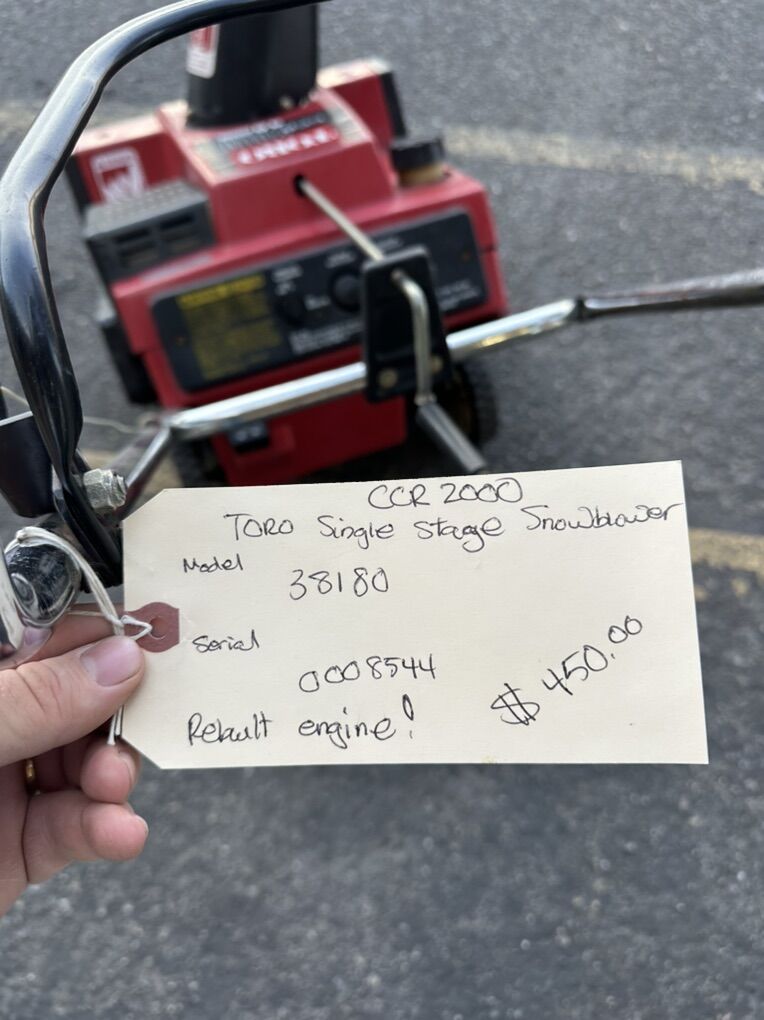 CCR 2000
TORO Single Stage Snowblower
Model
38180
Serial
0008544
$450.00
Rebuilt engine!